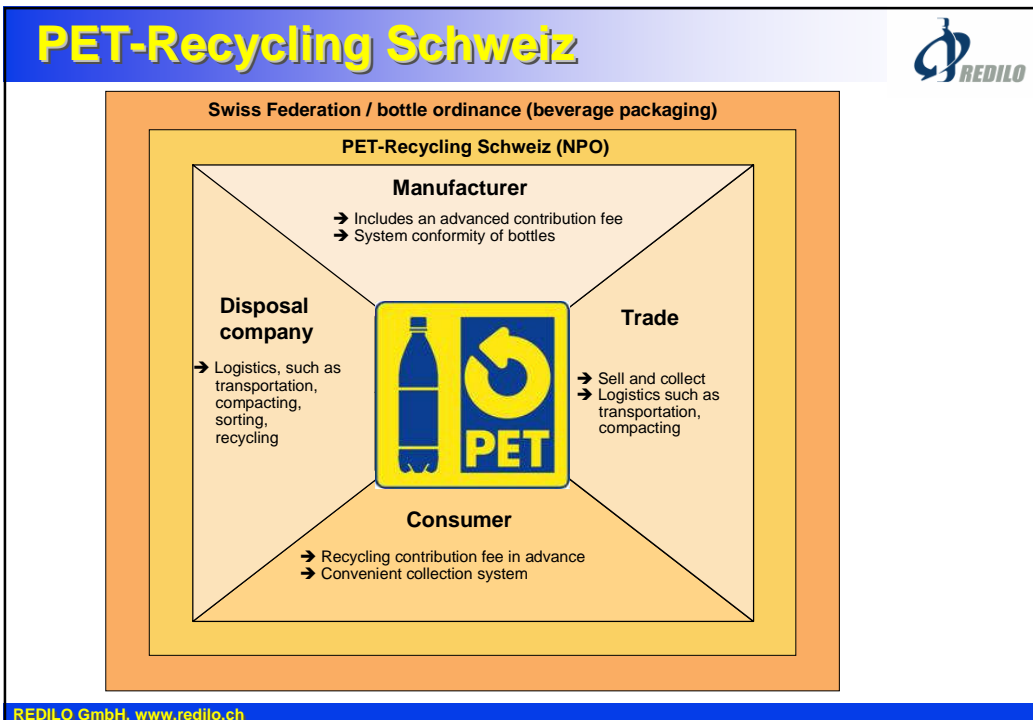 PET-Recycling Schweiz
REDILO
Swiss Federation / bottle ordinance (beverage packaging)
PET-Recycling Schweiz (NPO)
Manufacturer
➔ Includes an advanced contribution fee
➔ System conformity of bottles
Disposal
company
➔ Logistics, such as
transportation,
compacting,
sorting,
recycling
PET
Trade
➔ Sell and collect
➔ Logistics such as
transportation,
compacting
Consumer
➔ Recycling contribution fee in advance
➔ Convenient collection system
REDILO GmbH, www.redilo.ch